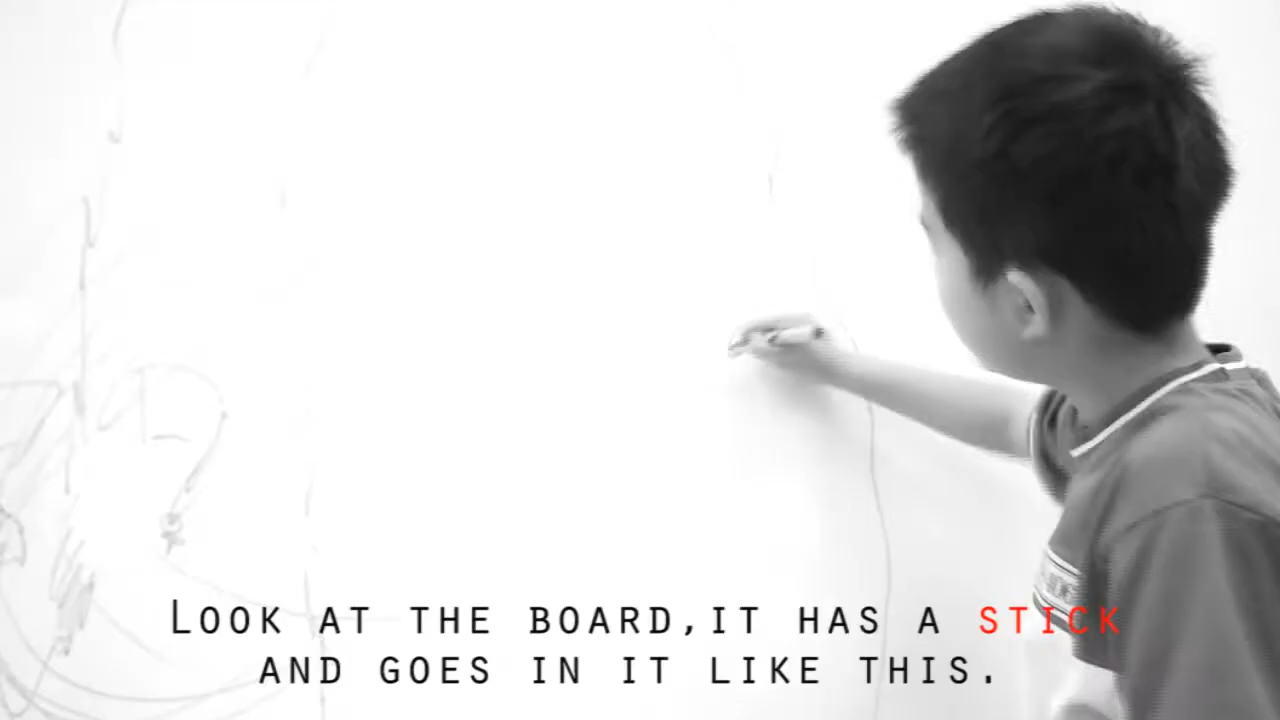 LOOK AT THE BOARD,IT HAS A STICK
AND GOES IN IT LIKE THIS.